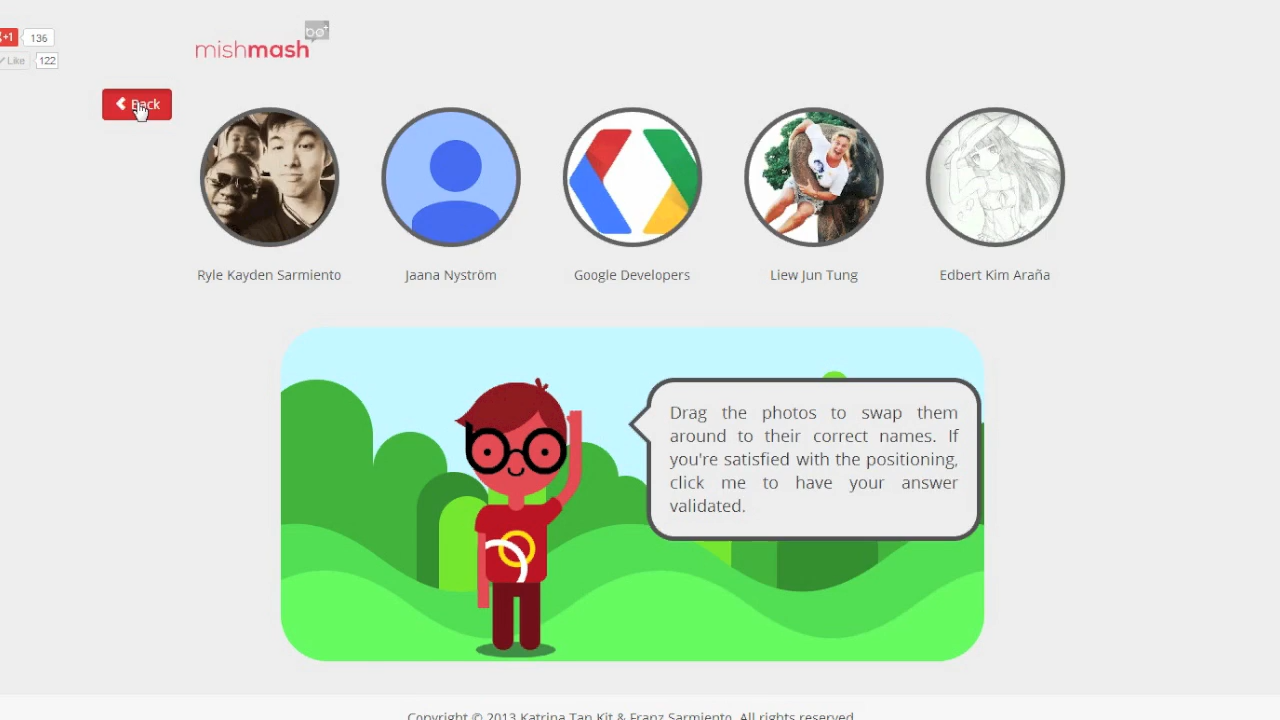 +1 136
Like 122
mishmash
Back
Ryle Kayden Sarmiento
Jaana Nyström
Google Developers
Liew Jun Tung
Edbert Kim Araña
Drag the photos to swap them
around to their correct names. If
you're satisfied with the positioning,
click me to have your answer
validated.
Copyright © 2013 Katrina Tan Kit & Franz Sarmiento. All rights reserved